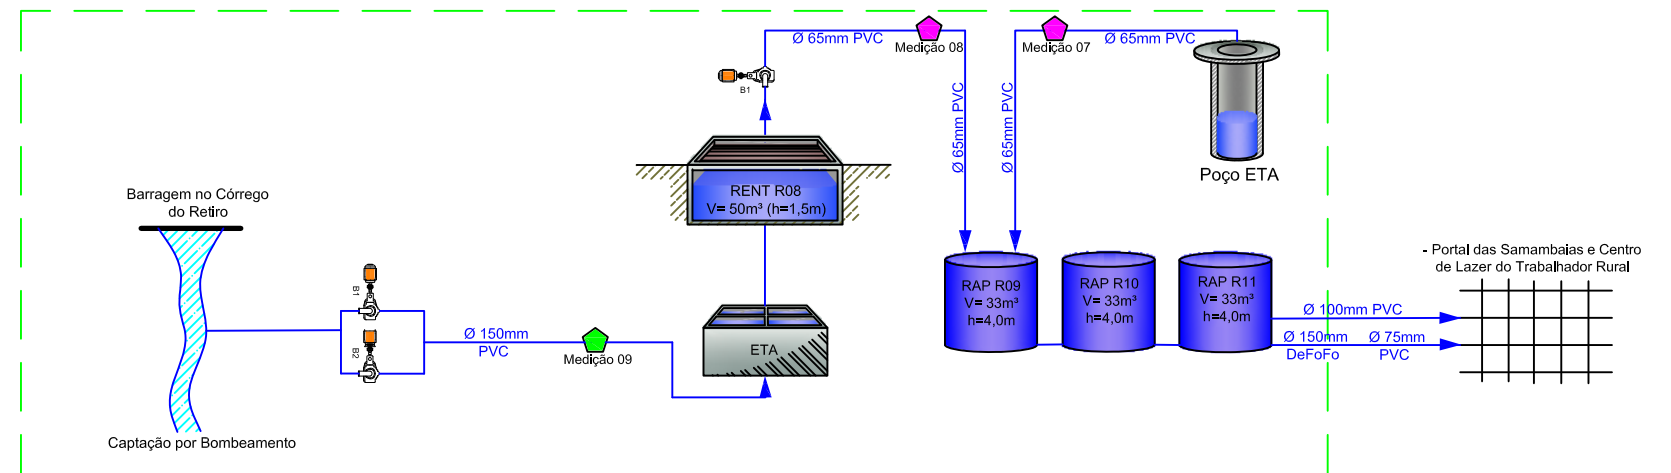 Barragem no Córrego
do Retiro
Captação por Bombeamento
B1
B2
Ø 150mm
PVC
Medição 09
ETA
RENT R08
V= 50m³ (h=1,5m)
B1
Ø 65mm PVC
Medição 08
Ø 65mm PVC
Medição 07
Ø 65mm PVC
Ø 65mm PVC
Poço ETA
RAP R09
V= 33m³
h=4,0m
RAP R10
V= 33m³
h=4,0m
RAP R11
V= 33m³
h=4,0m
Ø 100mm PVC
Ø 150mm
DeFoFo
Ø 75mm
PVC
- Portal das Samambaias e Centro
de Lazer do Trabalhador Rural